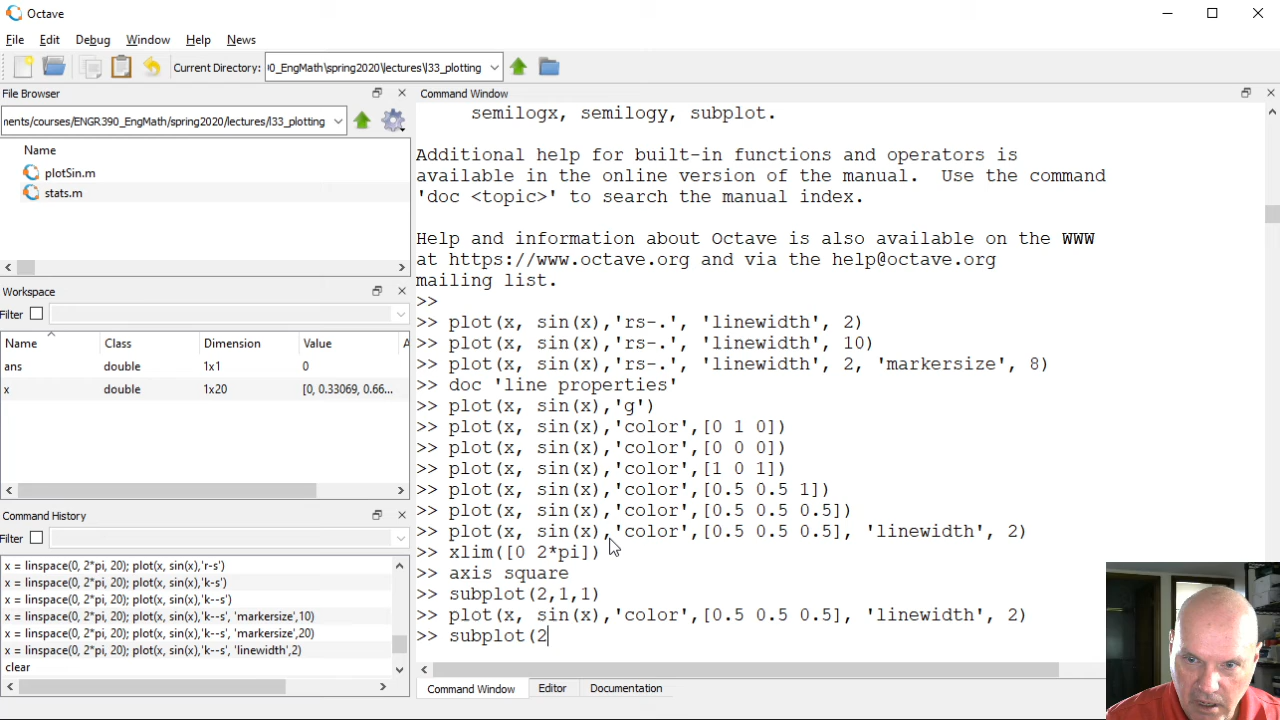 Octave
File Edit Debug Window Help News
Current Directory: !0_EngMath\spring2020\lectures\l33_plotting
File Browser
nents/courses/ENGR390_EngMath/spring2020/lectures/l33_plotting
Name
plotSin.m
stats.m
Workspace
Filter
Name Class Dimension Value A
ans double 1x1 0
x double 1x20 [0, 0.33069, 0.66...
Command History
Filter
x = linspace(0, 2*pi, 20); plot(x, sin(x),'r-s')
x = linspace(0, 2*pi, 20); plot(x, sin(x),'k-s')
x = linspace(0, 2*pi, 20); plot(x, sin(x),'k--s')
x = linspace(0, 2*pi, 20); plot(x, sin(x),'k--s', 'markersize',10)
x = linspace(0, 2*pi, 20); plot(x, sin(x),'k--s', 'markersize',20)
x = linspace(0, 2*pi, 20); plot(x, sin(x),'k--s', 'linewidth',2)
clear
Command Window
semilogx, semilogy, subplot.
Additional help for built-in functions and operators is
available in the online version of the manual.  Use the command
'doc <topic>' to search the manual index.
Help and information about Octave is also available on the WWW
at https://www.octave.org and via the help@octave.org
mailing list.
>>
>> plot(x, sin(x),'rs-.', 'linewidth', 2)
>> plot(x, sin(x),'rs-.', 'linewidth', 10)
>> plot(x, sin(x),'rs-.', 'linewidth', 2, 'markersize', 8)
>> doc 'line properties'
>> plot(x, sin(x),'g')
>> plot(x, sin(x),'color',[0 1 0])
>> plot(x, sin(x),'color',[0 0 0])
>> plot(x, sin(x),'color',[1 0 1])
>> plot(x, sin(x),'color',[0.5 0.5 1])
>> plot(x, sin(x),'color',[0.5 0.5 0.5])
>> plot(x, sin(x),'color',[0.5 0.5 0.5], 'linewidth', 2)
>> xlim([0 2*pi])
>> axis square
>> subplot(2,1,1)
>> plot(x, sin(x),'color',[0.5 0.5 0.5], 'linewidth', 2)
>> subplot(2
Command Window Editor Documentation